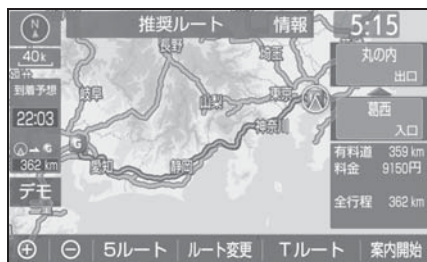 N
推奨ルート 情報 5:15
40k
長野
埼玉
丸の内
出口
到着予想
岐阜
山梨
東京
22:03
神奈川
葛西
入口
G
362 km
愛知
静岡
有料道 359 km
料金 9150円
デモ
全行程 362 km
5ルート ルート変更 Tルート 案内開始